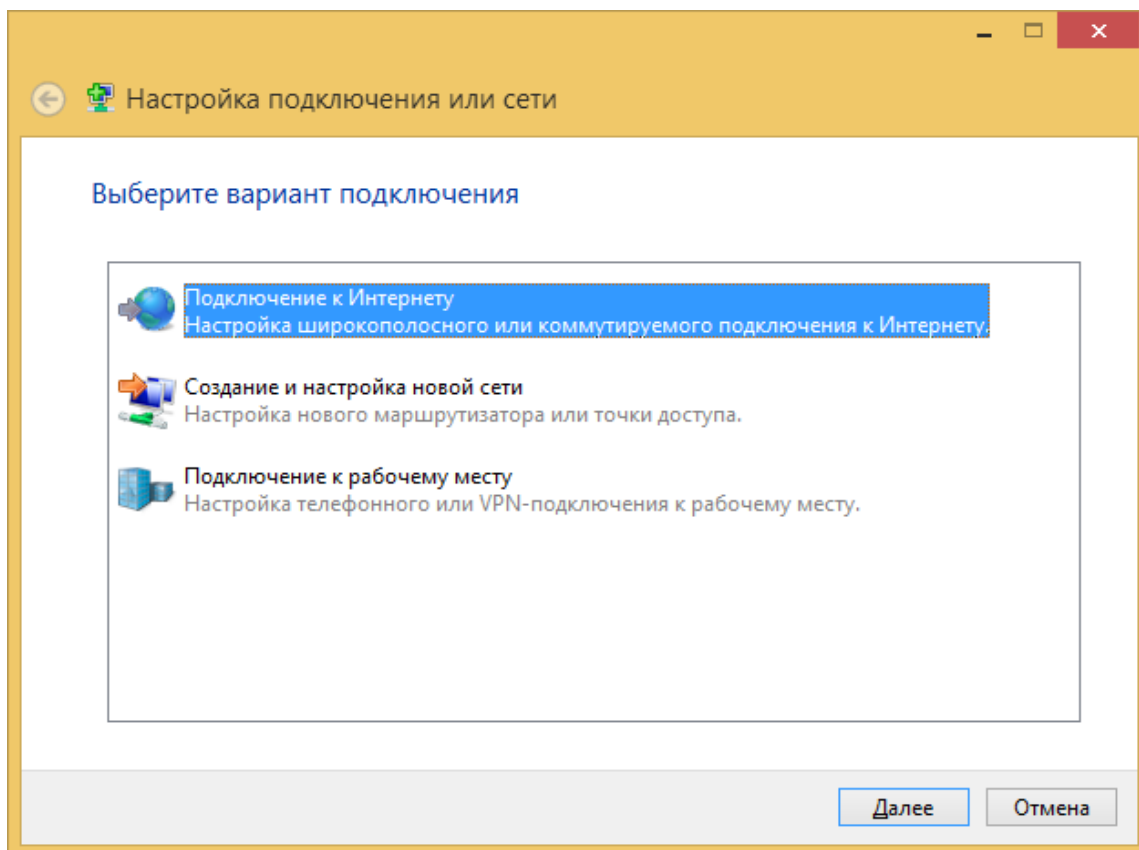 Настройка подключения или сети
Выберите вариант подключения
Подключение к Интернету
Настройка широкополосного или коммутируемого подключения к Интернету.
Создание и настройка новой сети
Настройка нового маршрутизатора или точки доступа.
Подключение к рабочему месту
Настройка телефонного или VPN-подключения к рабочему месту.
Далее
Отмена